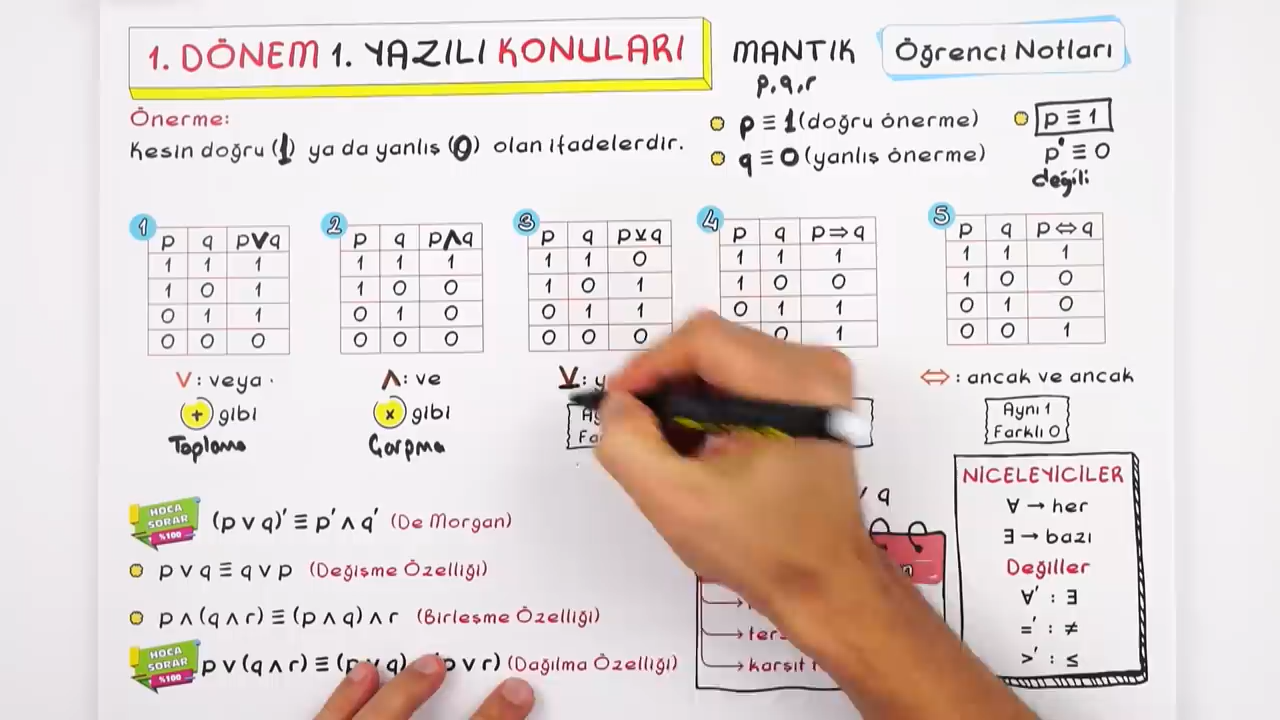 1. DÖNEM 1. YAZILI KONULARI
MANTIK
Öğrenci Notları
p, q, r
Önerme:
Kesin doğru (1) ya da yanlış (0) olan ifadelerdir.
p ≡ 1 (doğru önerme)
q ≡ 0 (yanlış önerme)
p ≡ 1
p' ≡ 0
değili
1
p q p∨q
1 1 1
1 0 1
0 1 1
0 0 0
∨ : veya
+ gibi
Toplama
2
p q p∧q
1 1 1
1 0 0
0 1 0
0 0 0
∧ : ve
x gibi
Çarpma
3
p q p⊻q
1 1 0
1 0 1
0 1 1
0 0 0
⊻ : y
4
p q p⇒q
1 1 1
1 0 0
0 1 1
0 1
5
p q p⇔q
1 1 1
1 0 0
0 1 0
0 0 1
⇔ : ancak ve ancak
Aynı 1
Farklı 0
HOCA SORAR %100
(p ∨ q)' ≡ p' ∧ q' (De Morgan)
p ∨ q ≡ q ∨ p (Değişme Özelliği)
p ∧ (q ∧ r) ≡ (p ∧ q) ∧ r (Birleşme Özelliği)
HOCA SORAR %100
p ∨ (q ∧ r) ≡ (p ∨ q) p ∨ r) (Dağılma Özelliği)
q
ters
karşıt
NİCELEYİCİLER
∀ → her
∃ → bazı
Değiller
∀' : ∃
=' : ≠
>' : ≤